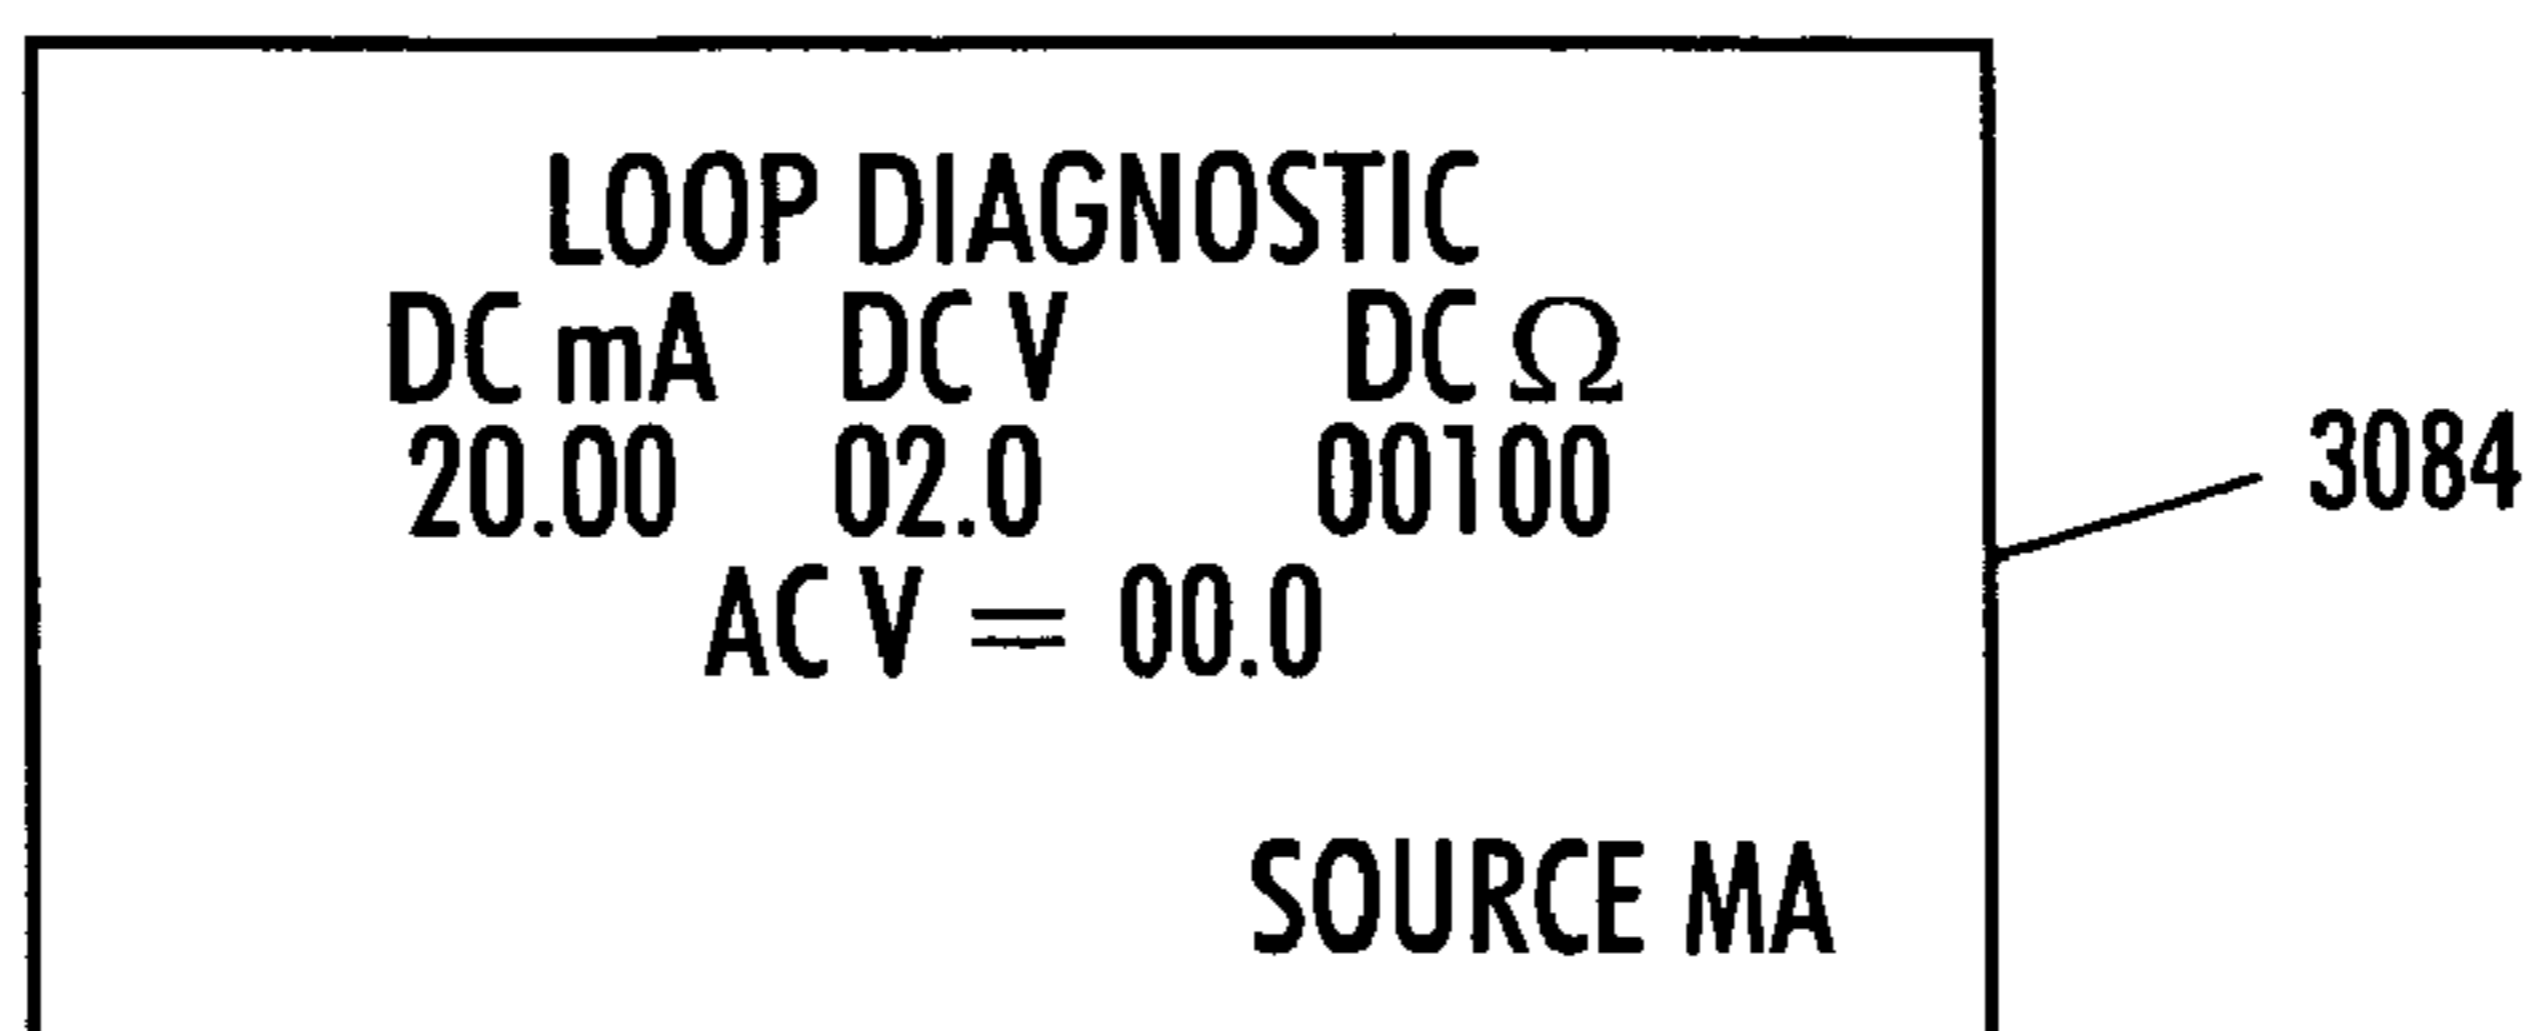 LOOP DIAGNOSTIC
DC mA DC V DC Ω
20.00 02.0 00100
AC V = 00.0
SOURCE MA
3084